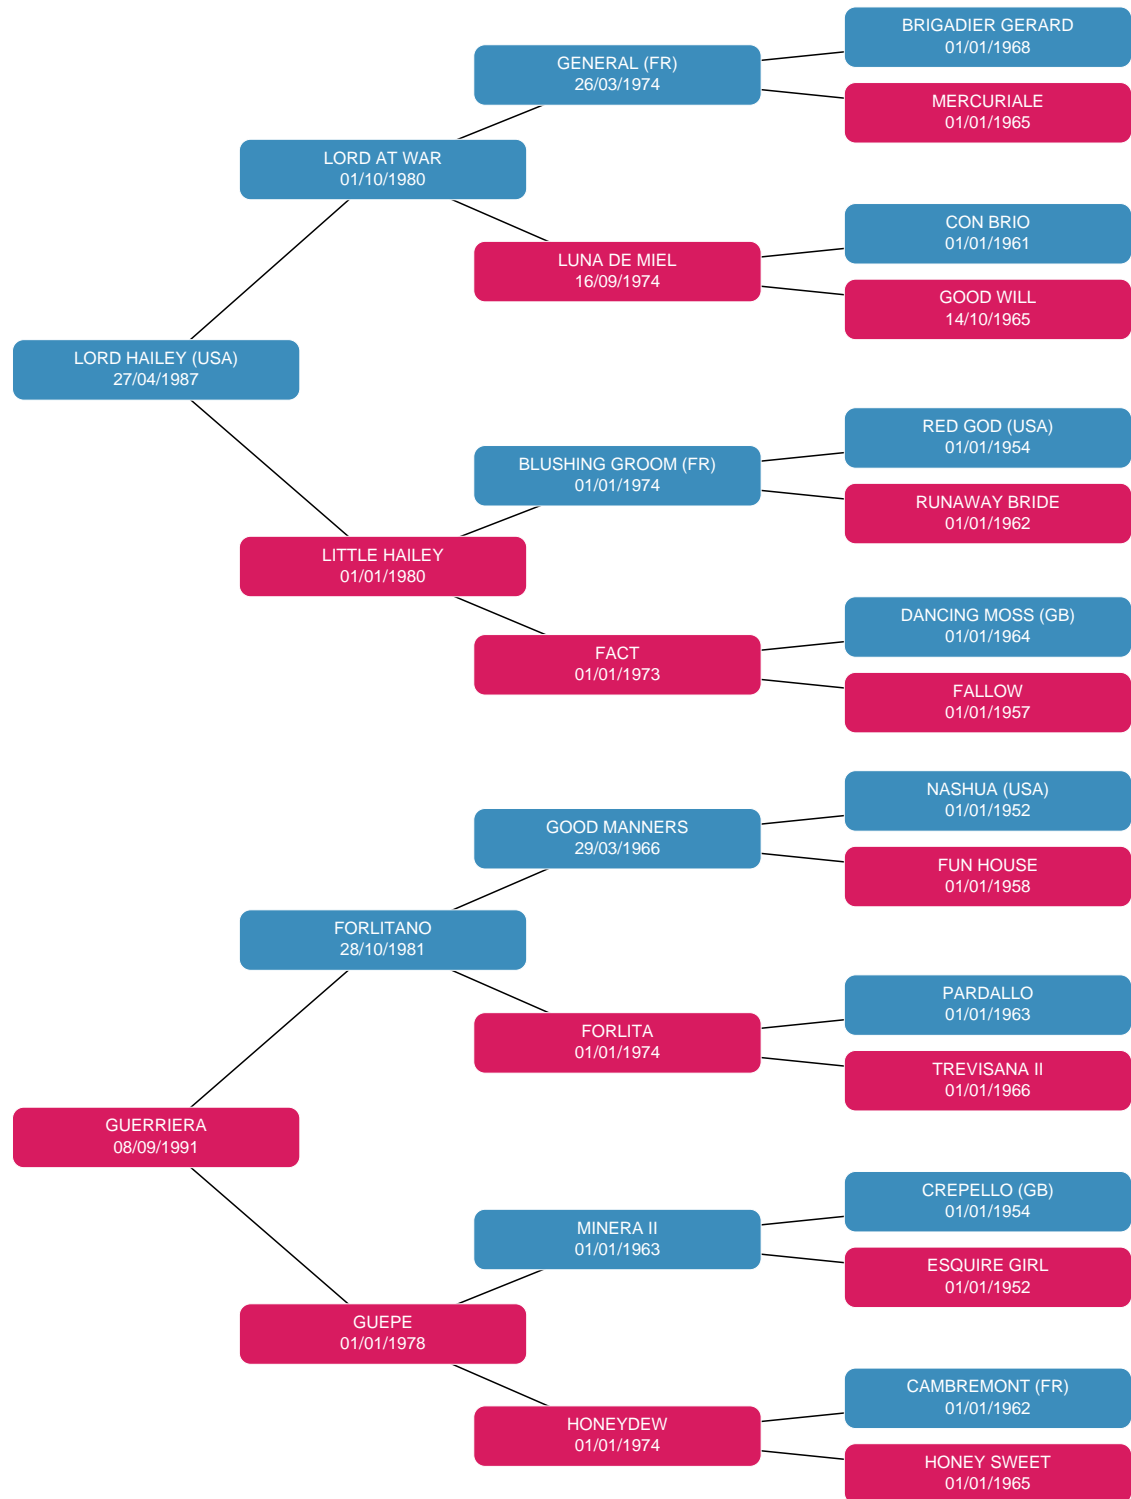 BRIGADIER GERARD
01/01/1968
GENERAL (FR)
26/03/1974
MERCURIALE
01/01/1965
LORD AT WAR
01/10/1980
CON BRIO
01/01/1961
LUNA DE MIEL
16/09/1974
GOOD WILL
14/10/1965
LORD HAILEY (USA)
27/04/1987
RED GOD (USA)
01/01/1954
BLUSHING GROOM (FR)
01/01/1974
RUNAWAY BRIDE
01/01/1962
LITTLE HAILEY
01/01/1980
DANCING MOSS (GB)
01/01/1964
FACT
01/01/1973
FALLOW
01/01/1957
NASHUA (USA)
01/01/1952
GOOD MANNERS
29/03/1966
FUN HOUSE
01/01/1958
FORLITANO
28/10/1981
PARDALLO
01/01/1963
FORLITA
01/01/1974
TREVISANA II
01/01/1966
GUERRIERA
08/09/1991
CREPELLO (GB)
01/01/1954
MINERA II
01/01/1963
ESQUIRE GIRL
01/01/1952
GUEPE
01/01/1978
CAMBREMONT (FR)
01/01/1962
HONEYDEW
01/01/1974
HONEY SWEET
01/01/1965